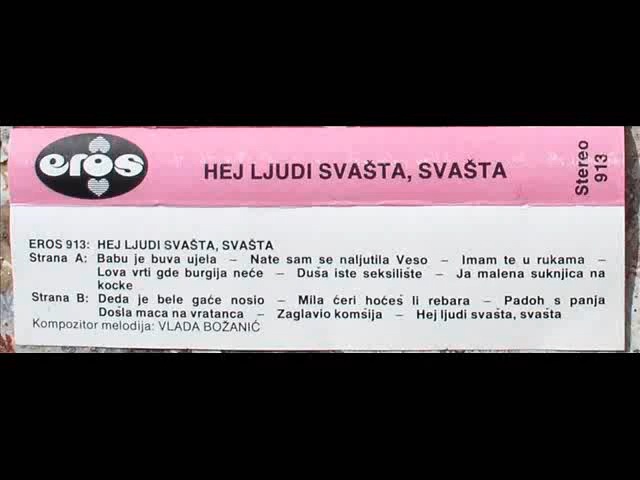 eros
HEJ LJUDI SVAŠTA, SVAŠTA
Stereo
913
EROS 913: HEJ LJUDI SVAŠTA, SVAŠTA
Strana A: Babu je buva ujela – Nate sam se naljutila Veso – Imam te u rukama –
Lova vrti gde burgija neće – Duša iste seksiliste – Ja malena suknjica na
kocke
Strana B: Deda je bele gaće nosio – Mila ćeri hoćeš li rebara – Padoh s panja
Došla maca na vratanca – Zaglavio komšija – Hej ljudi svašta, svašta
Kompozitor melodija: VLADA BOŽANIĆ